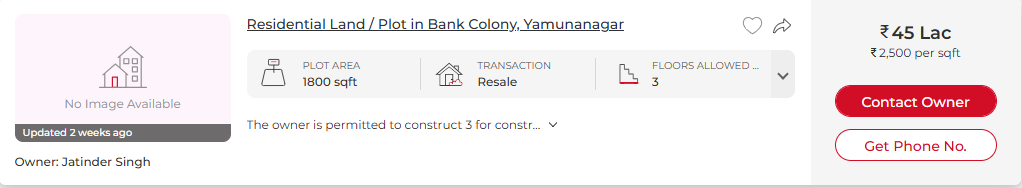 Residential Land / Plot in Bank Colony, Yamunanagar
No Image Available
Updated 2 weeks ago
Owner: Jatinder Singh
PLOT AREA
1800 sqft
TRANSACTION
Resale
FLOORS ALLOWED ...
3
The owner is permitted to construct 3 for constr...
₹45 Lac
₹2,500 per sqft
Contact Owner
Get Phone No.